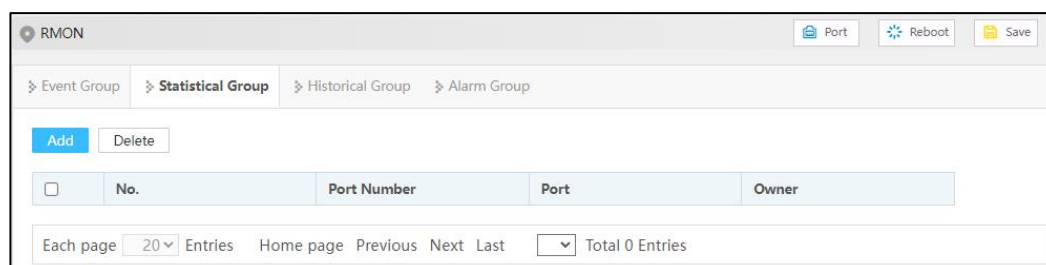 RMON Port Reboot Save
Event Group Statistical Group Historical Group Alarm Group
Add Delete
No. Port Number Port Owner
Each page 20 Entries Home page Previous Next Last Total 0 Entries